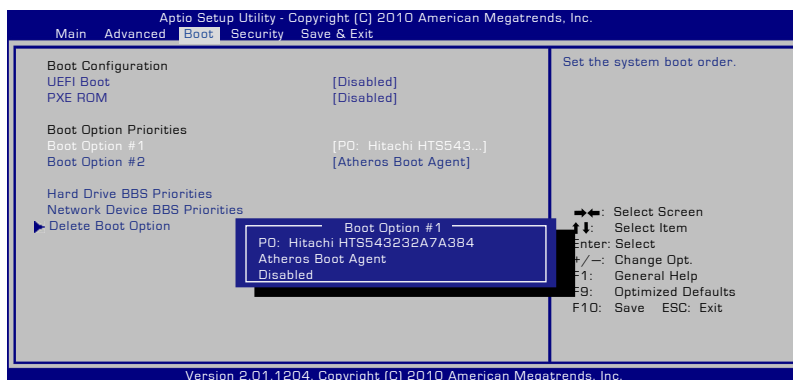 Aptio Setup Utility - Copyright (C) 2010 American Megatrends, Inc.
Main Advanced Boot Security Save & Exit
Boot Configuration
UEFI Boot [Disabled]
PXE ROM [Disabled]
Boot Option Priorities
Boot Option #1 [P0: Hitachi HTS543...]
Boot Option #2 [Atheros Boot Agent]
Hard Drive BBS Priorities
Network Device BBS Priorities
Delete Boot Option
Boot Option #1
P0: Hitachi HTS543232A7A384
Atheros Boot Agent
Disabled
Set the system boot order.
→←: Select Screen
↑↓: Select Item
Enter: Select
+/—: Change Opt.
F1: General Help
F9: Optimized Defaults
F10: Save ESC: Exit
Version 2.01.1204. Copyright (C) 2010 American Megatrends, Inc.